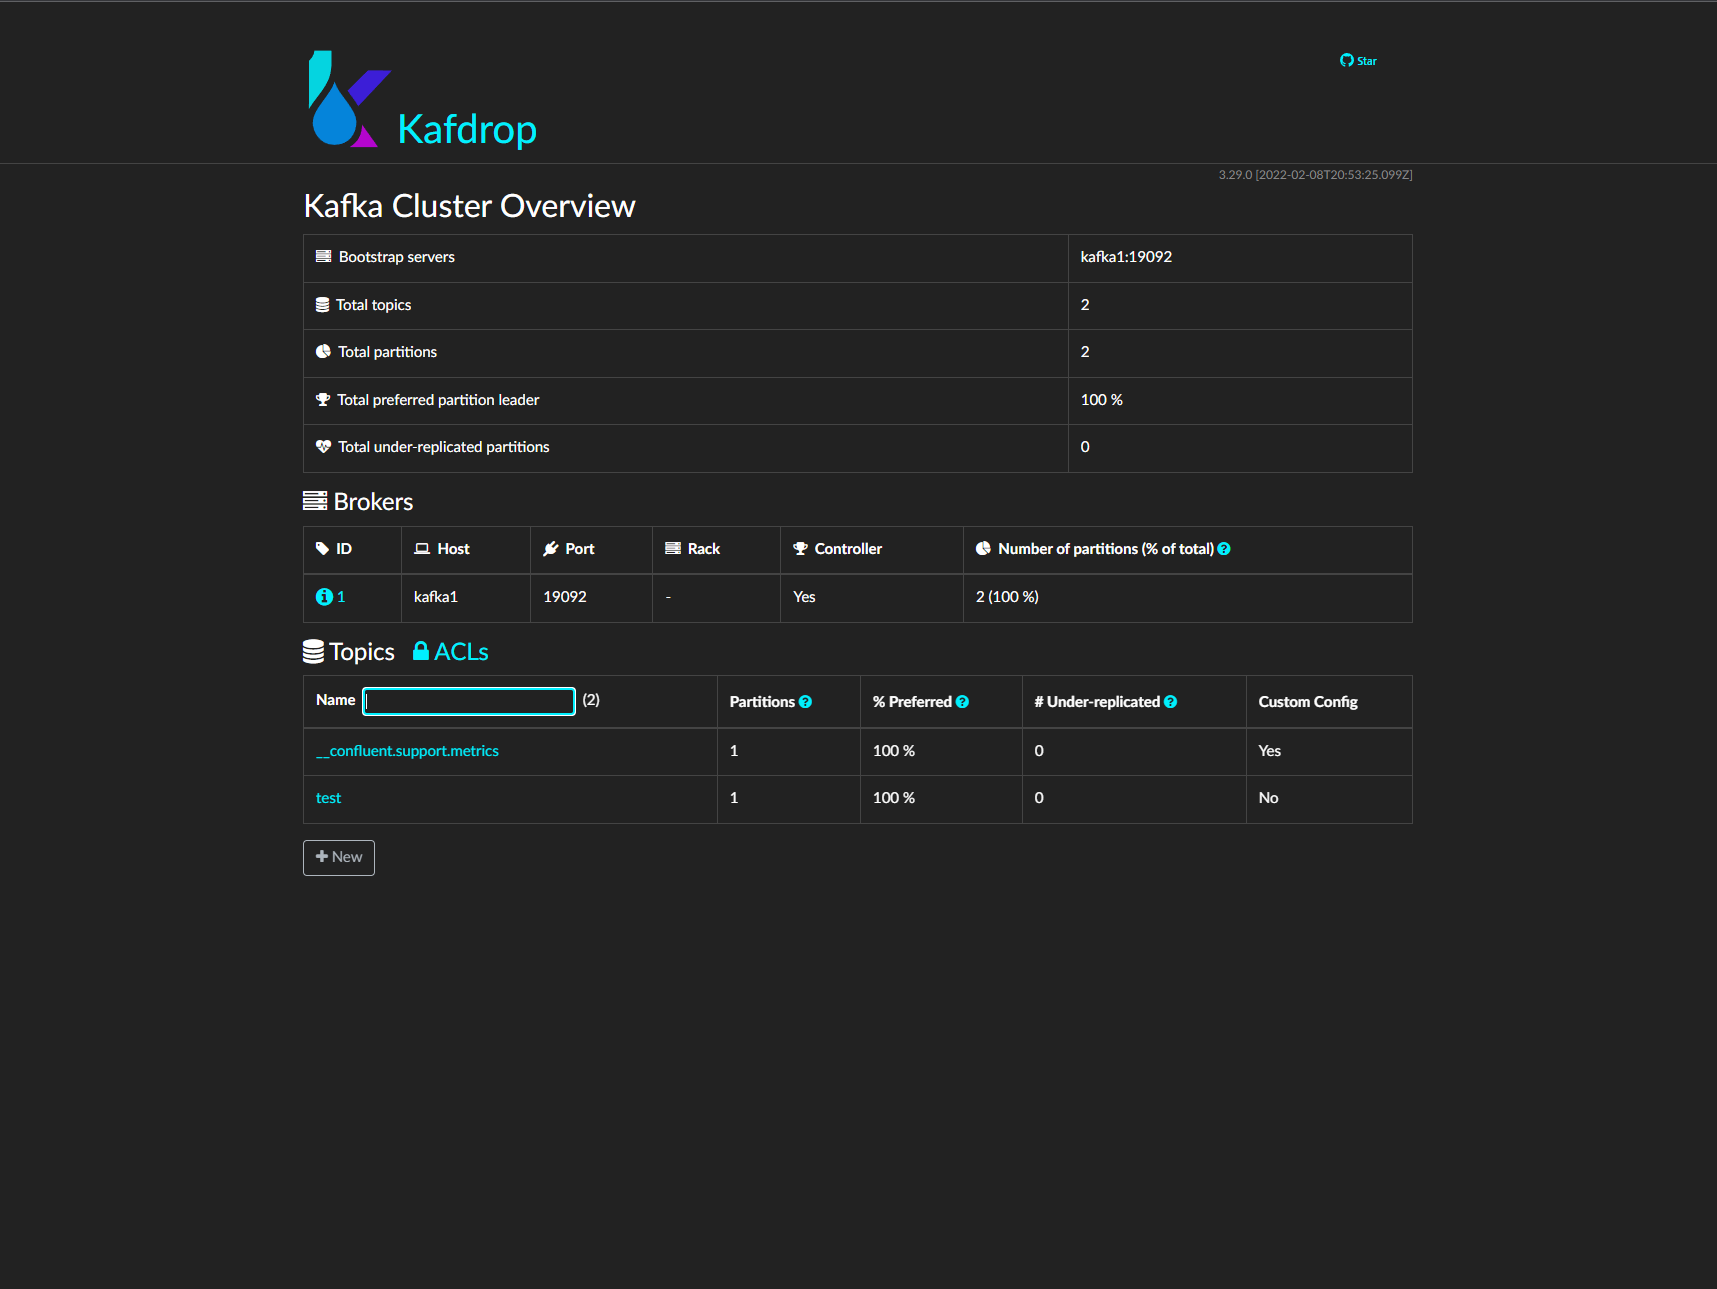 Star
Kafdrop
3.29.0 [2022-02-08T20:53:25.099Z]
Kafka Cluster Overview
Bootstrap servers kafka1:19092
Total topics 2
Total partitions 2
Total preferred partition leader 100 %
Total under-replicated partitions 0
Brokers
ID Host Port Rack Controller Number of partitions (% of total) ?
1 kafka1 19092 - Yes 2 (100 %)
Topics ACLs
Name (2) Partitions ? % Preferred ? # Under-replicated ? Custom Config
__confluent.support.metrics 1 100 % 0 Yes
test 1 100 % 0 No
+ New